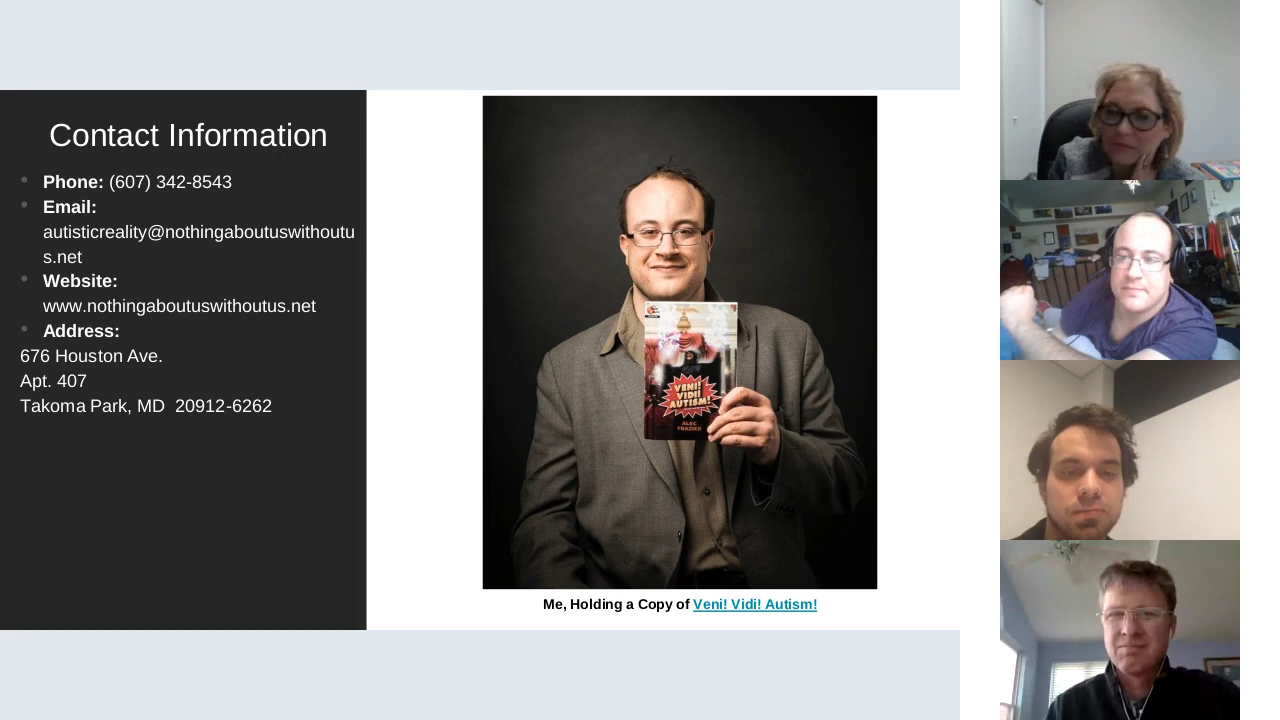 Contact Information
Phone: (607) 342-8543
Email:
autisticreality@nothingaboutuswithoutu
s.net
Website:
www.nothingaboutuswithoutus.net
Address:
676 Houston Ave.
Apt. 407
Takoma Park, MD  20912-6262
VENI!
VIDI!
AUTISM!
ALEC
FRAZIER
Me, Holding a Copy of Veni! Vidi! Autism!